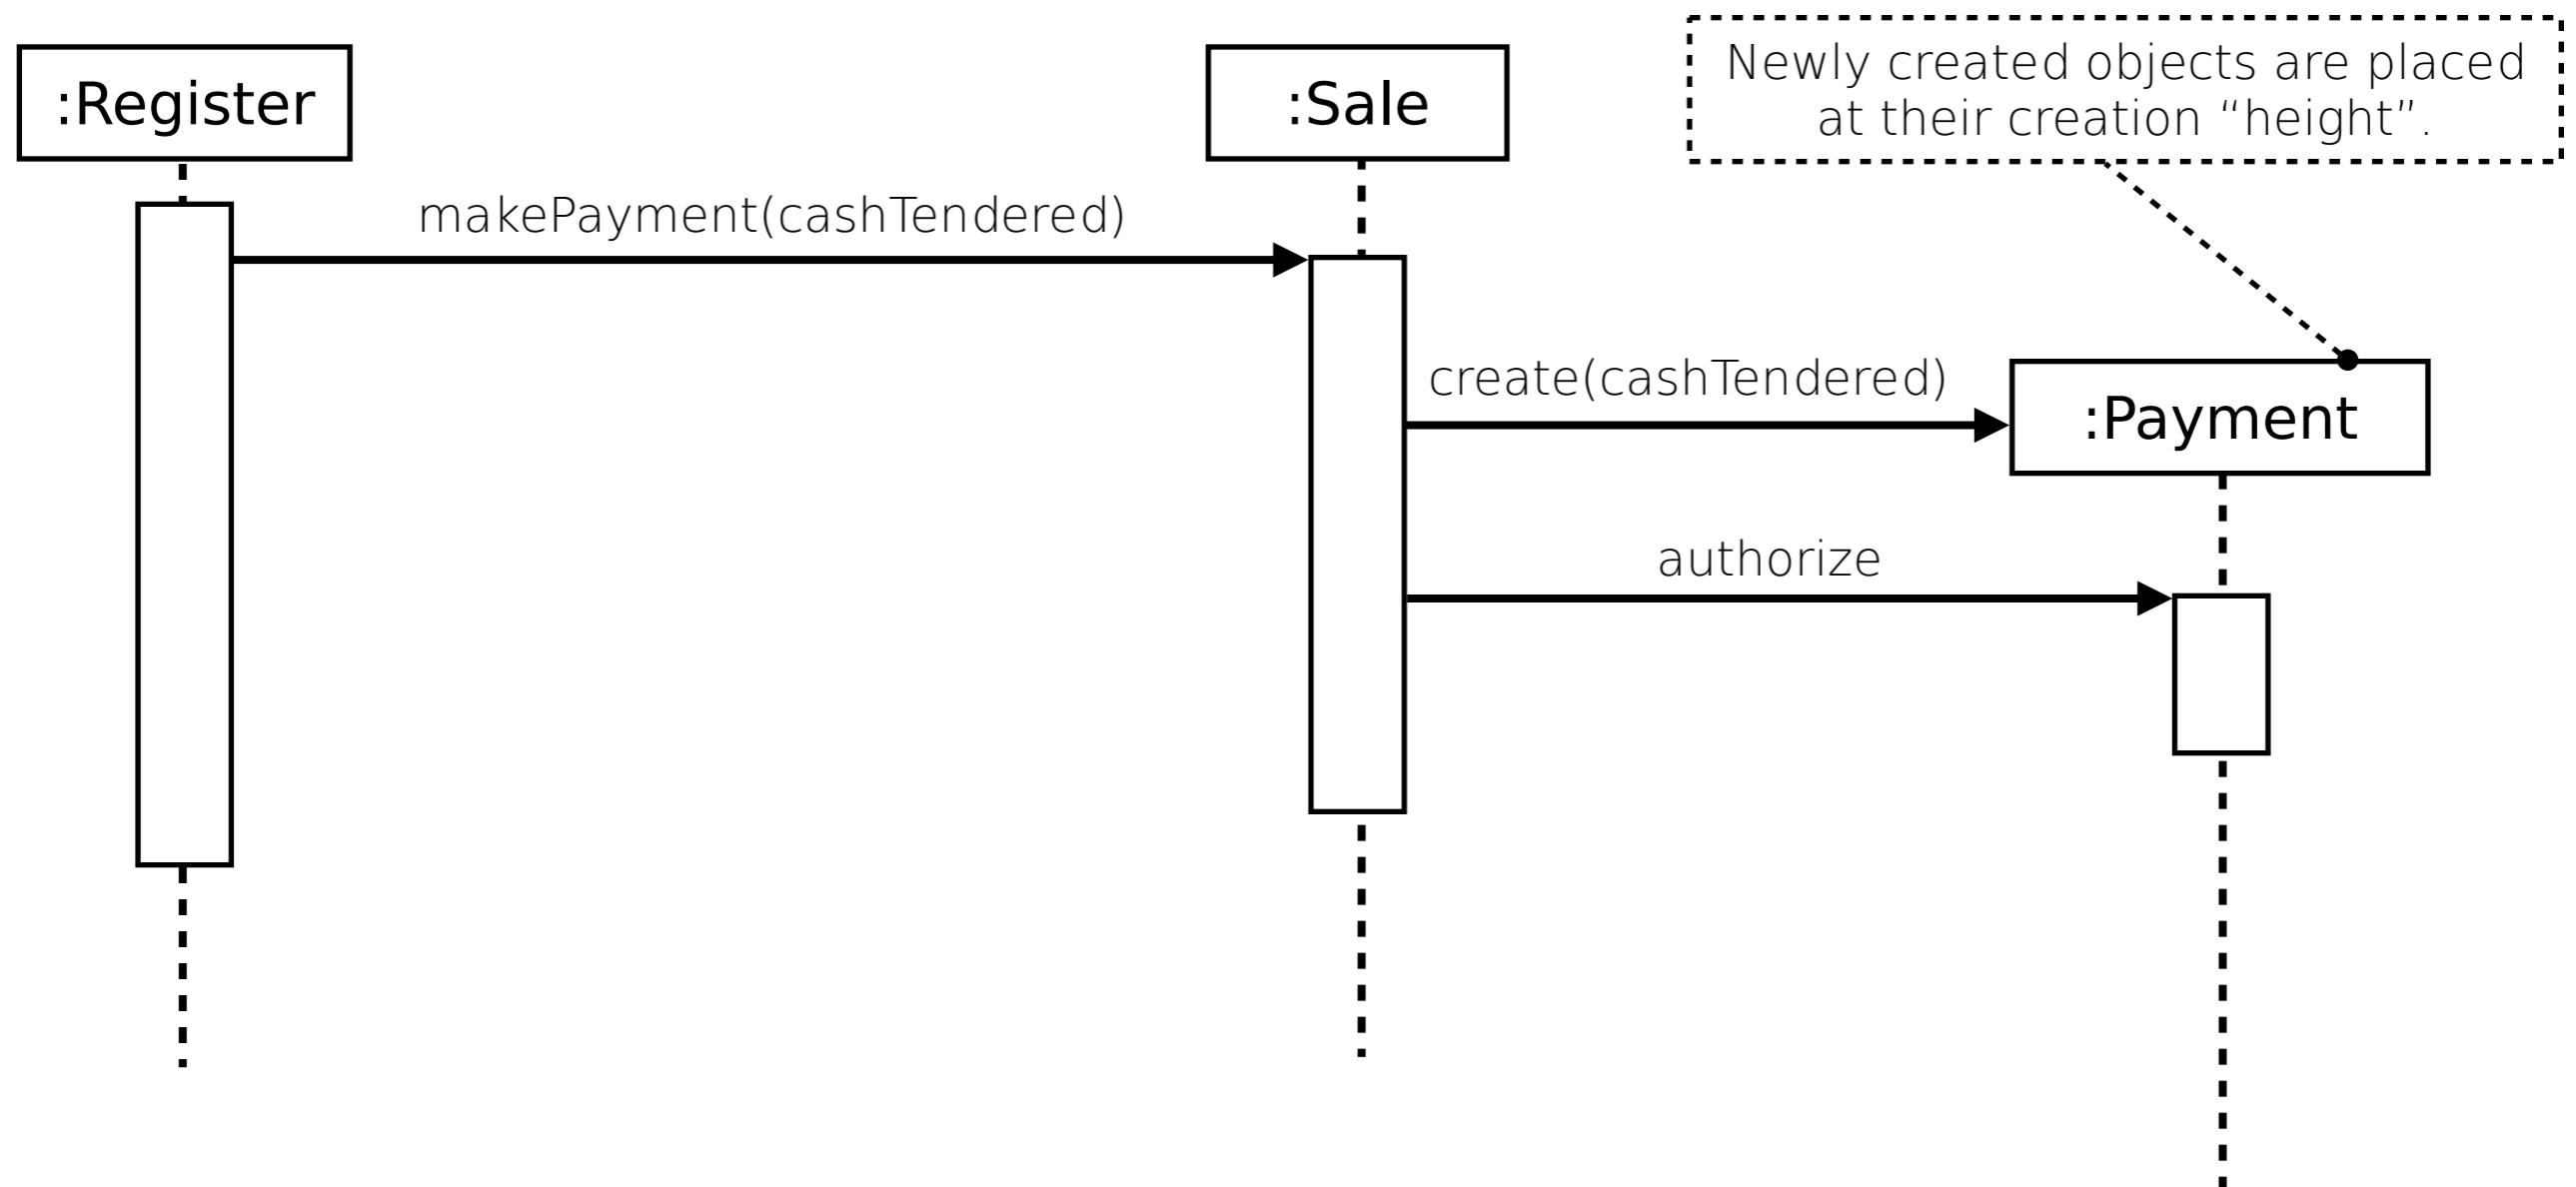 :Register
:Sale
Newly created objects are placed
at their creation “height”.
makePayment(cashTendered)
create(cashTendered)
:Payment
authorize